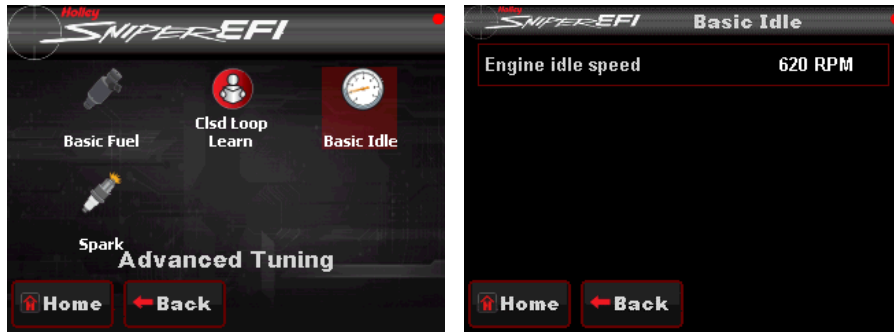 Holley
SNIPER EFI
Basic Fuel
Clsd Loop
Learn
Basic Idle
Spark
Advanced Tuning
Home
Back
Holley
SNIPER EFI
Basic Idle
Engine idle speed 620 RPM
Home
Back